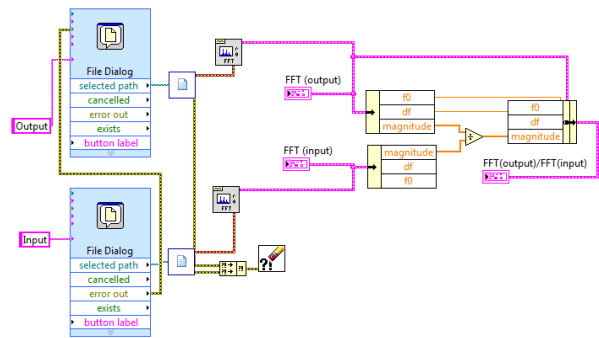 File Dialog
selected path
cancelled
error out
exists
button label
Output
FFT
FFT (output)
f0
df
magnitude
f0
df
magnitude
FFT (input)
magnitude
df
f0
FFT(output)/FFT(input)
FFT
Input
File Dialog
selected path
cancelled
error out
exists
button label
?!